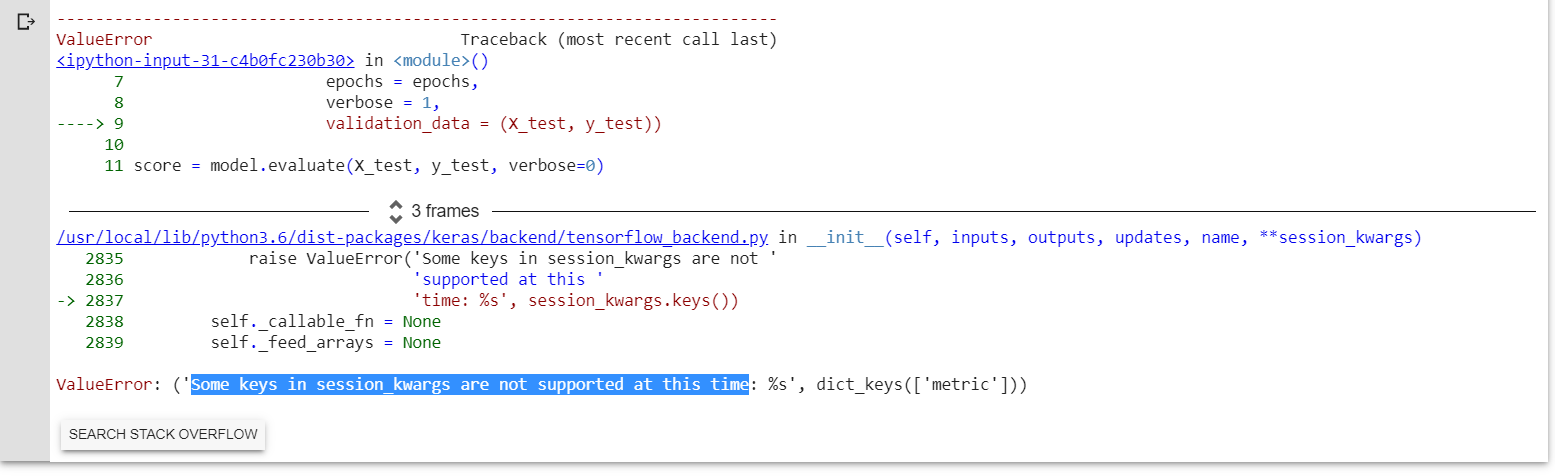 ---------------------------------------------------------------------------
ValueError                                Traceback (most recent call last)
<ipython-input-31-c4b0fc230b30> in <module>()
      7                     epochs = epochs,
      8                     verbose = 1,
----> 9                     validation_data = (X_test, y_test))
     10
     11 score = model.evaluate(X_test, y_test, verbose=0)
3 frames
/usr/local/lib/python3.6/dist-packages/keras/backend/tensorflow_backend.py in __init__(self, inputs, outputs, updates, name, **session_kwargs)
   2835             raise ValueError('Some keys in session_kwargs are not '
   2836                              'supported at this '
-> 2837                              'time: %s', session_kwargs.keys())
   2838         self._callable_fn = None
   2839         self._feed_arrays = None
ValueError: ('Some keys in session_kwargs are not supported at this time: %s', dict_keys(['metric']))
SEARCH STACK OVERFLOW